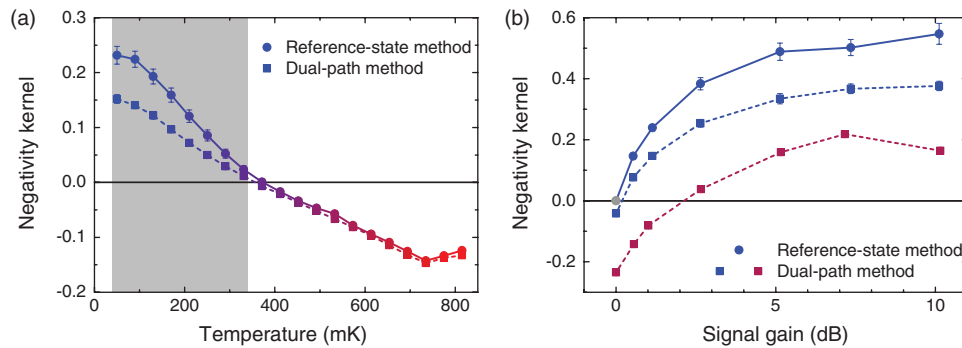 (a)
0.3
0.2
0.1
0.0
-0.1
-0.2
Negativity kernel
Reference-state method
Dual-path method
0
200
400
600
800
Temperature (mK)
(b)
0.6
0.4
0.2
0.0
-0.2
Negativity kernel
Reference-state method
Dual-path method
0
5
10
Signal gain (dB)